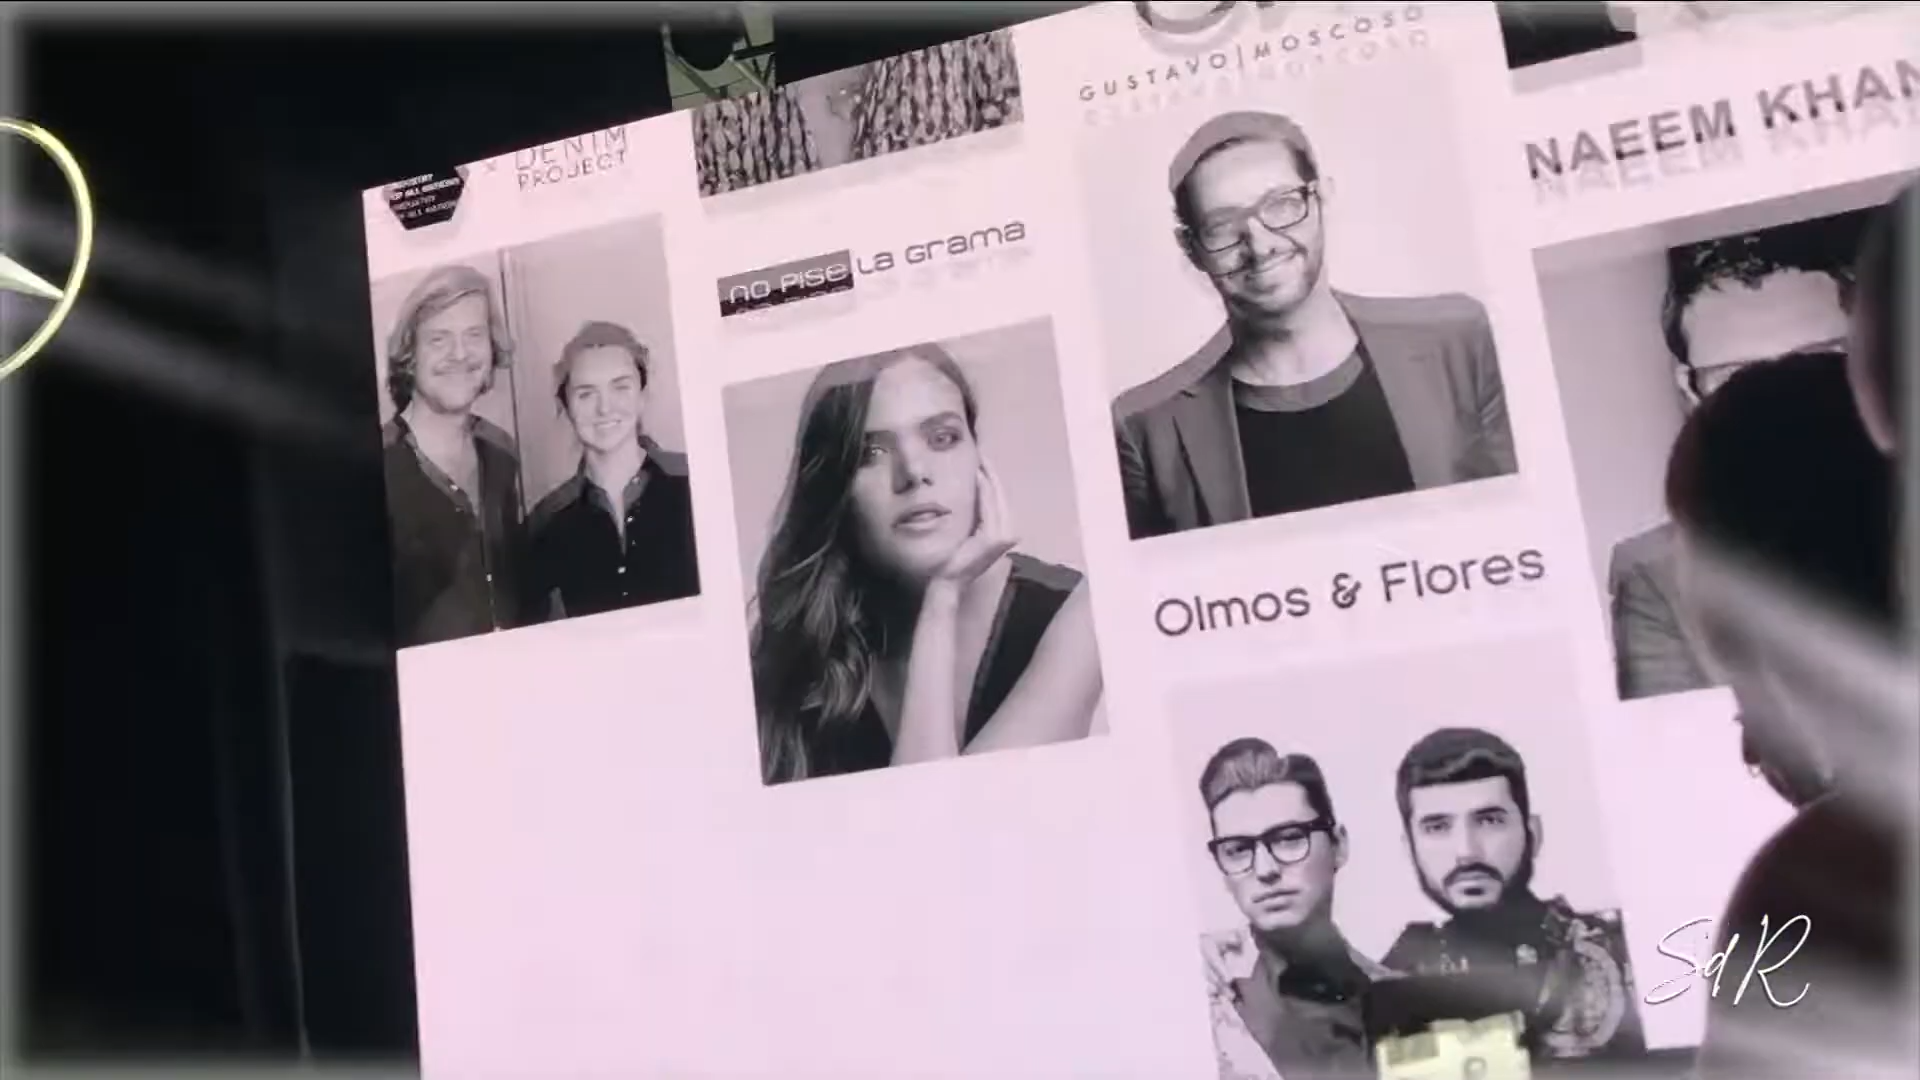 DENIM
PROJECT
no PISe La Grama
GUSTAVO|MOSCOSO
Olmos & Flores
NAEEM KHAN
SdR